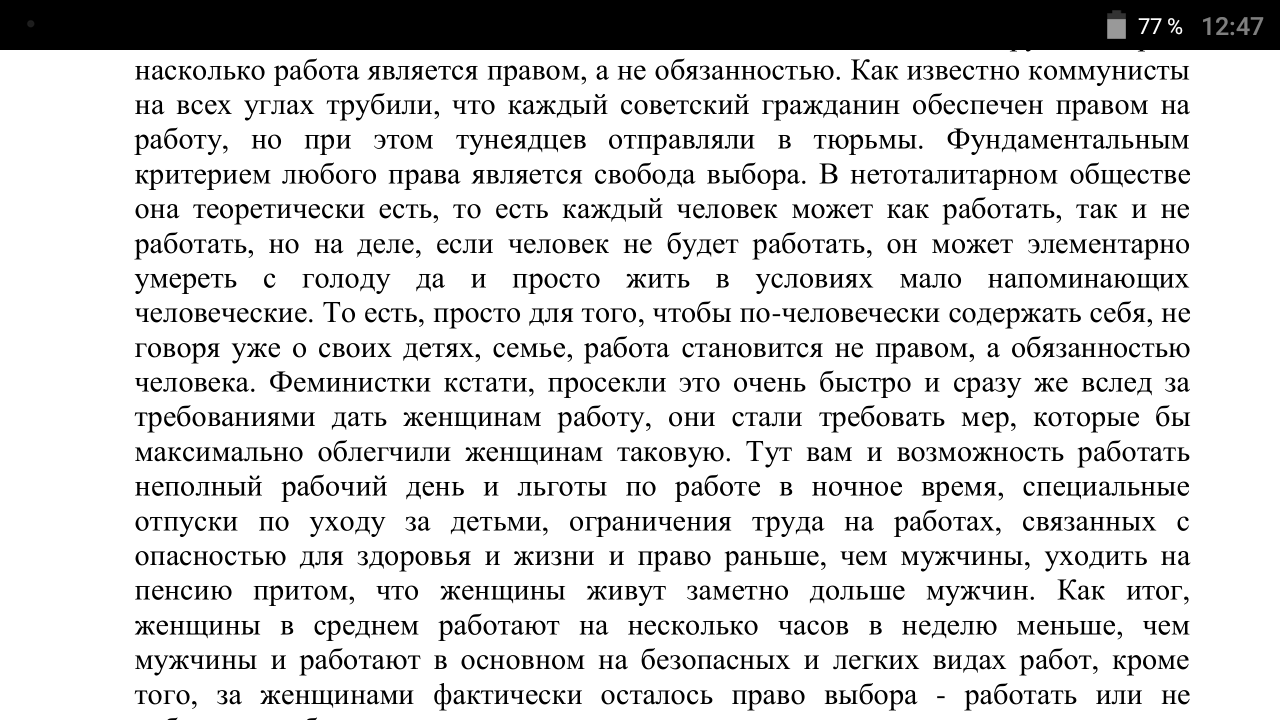 77 % 12:47
насколько работа является правом, а не обязанностью. Как известно коммунисты
на всех углах трубили, что каждый советский гражданин обеспечен правом на
работу, но при этом тунеядцев отправляли в тюрьмы. Фундаментальным
критерием любого права является свобода выбора. В нетоталитарном обществе
она теоретически есть, то есть каждый человек может как работать, так и не
работать, но на деле, если человек не будет работать, он может элементарно
умереть с голоду да и просто жить в условиях мало напоминающих
человеческие. То есть, просто для того, чтобы по-человечески содержать себя, не
говоря уже о своих детях, семье, работа становится не правом, а обязанностью
человека. Феминистки кстати, просекли это очень быстро и сразу же вслед за
требованиями дать женщинам работу, они стали требовать мер, которые бы
максимально облегчили женщинам таковую. Тут вам и возможность работать
неполный рабочий день и льготы по работе в ночное время, специальные
отпуски по уходу за детьми, ограничения труда на работах, связанных с
опасностью для здоровья и жизни и право раньше, чем мужчины, уходить на
пенсию притом, что женщины живут заметно дольше мужчин. Как итог,
женщины в среднем работают на несколько часов в неделю меньше, чем
мужчины и работают в основном на безопасных и легких видах работ, кроме
того, за женщинами фактически осталось право выбора - работать или не